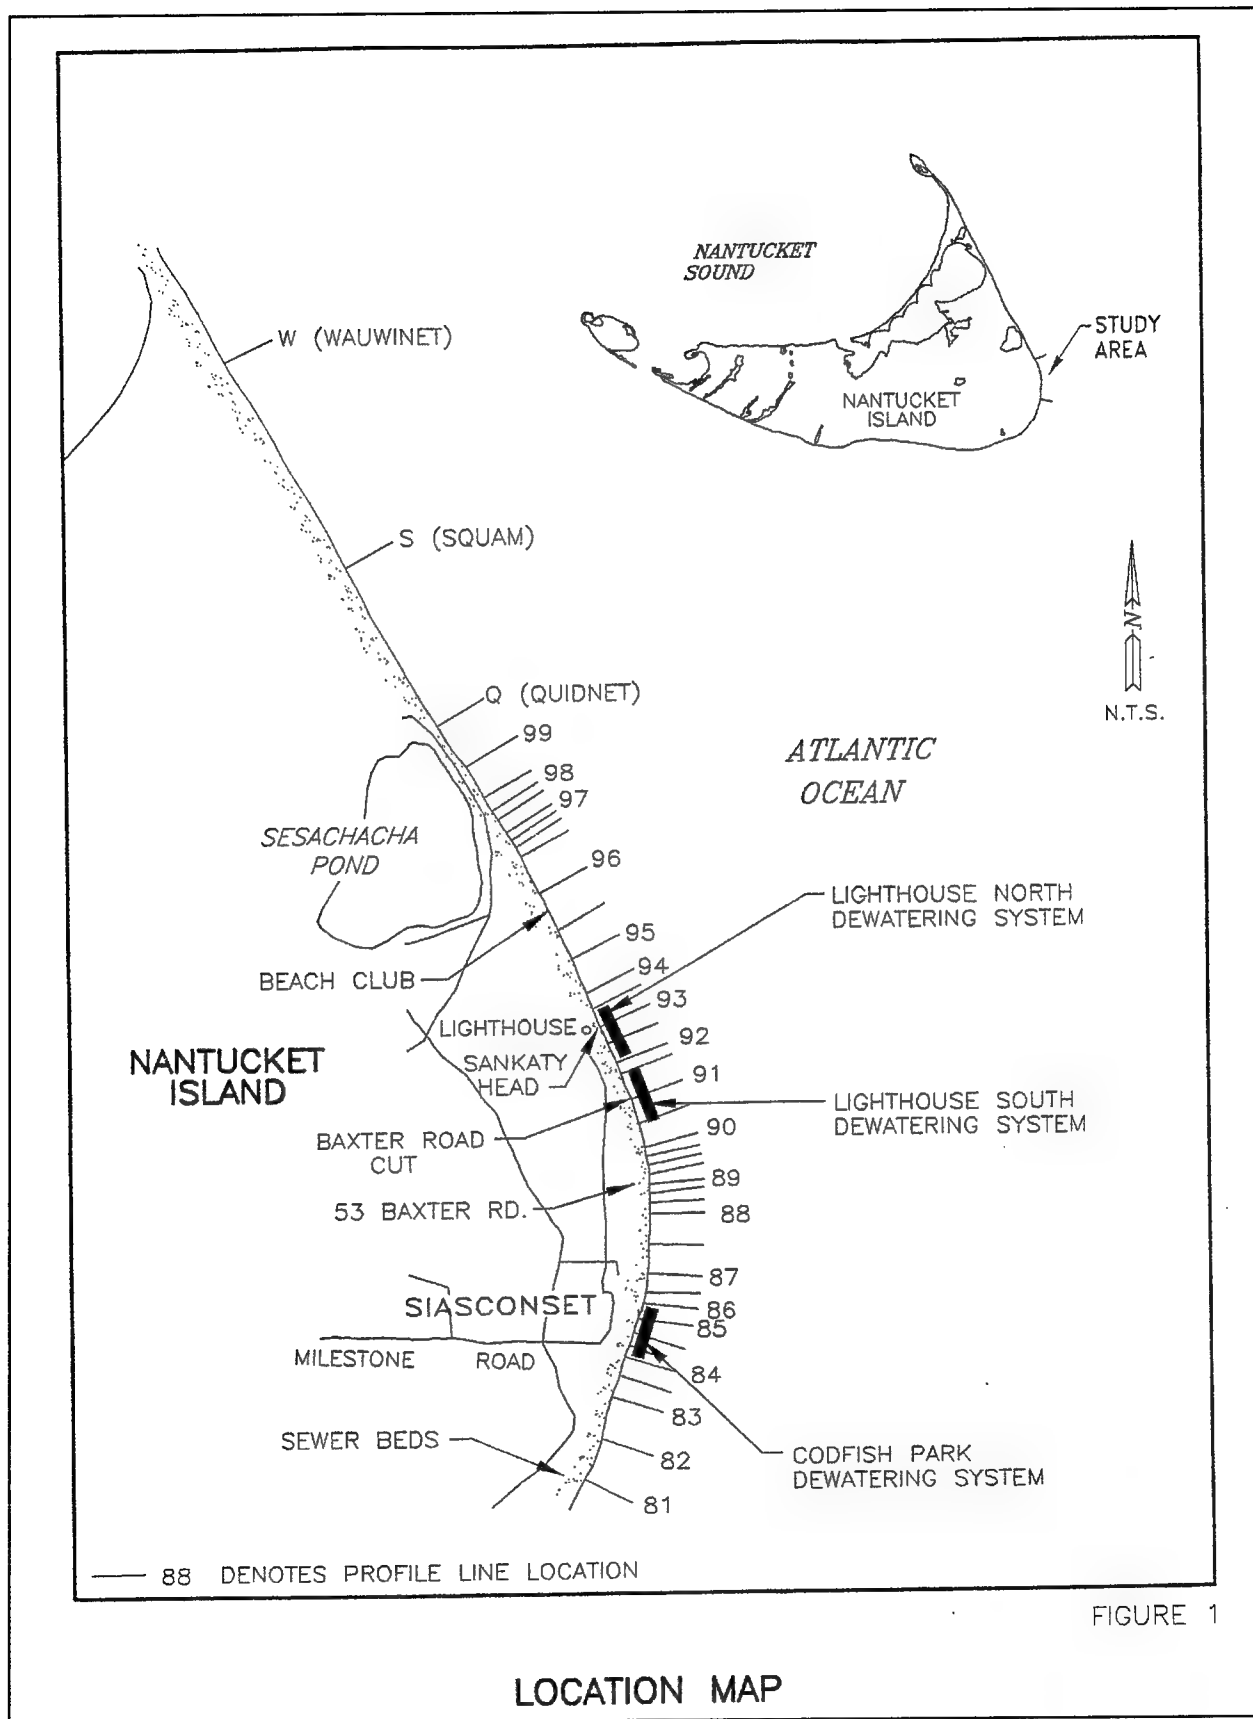 NANTUCKET
SOUND
STUDY
AREA
NANTUCKET
ISLAND
W (WAUWINET)
S (SQUAM)
N
N.T.S.
Q (QUIDNET)
99
98
97
ATLANTIC
OCEAN
SESACHACHA
POND
96
LIGHTHOUSE NORTH
DEWATERING SYSTEM
95
94
BEACH CLUB
93
LIGHTHOUSE
92
SANKATY
HEAD
NANTUCKET
ISLAND
91
LIGHTHOUSE SOUTH
DEWATERING SYSTEM
90
BAXTER ROAD
CUT
89
53 BAXTER RD.
88
87
86
SIASCONSET
85
MILESTONE ROAD
84
83
SEWER BEDS
82
CODFISH PARK
DEWATERING SYSTEM
81
88 DENOTES PROFILE LINE LOCATION
FIGURE 1
LOCATION MAP